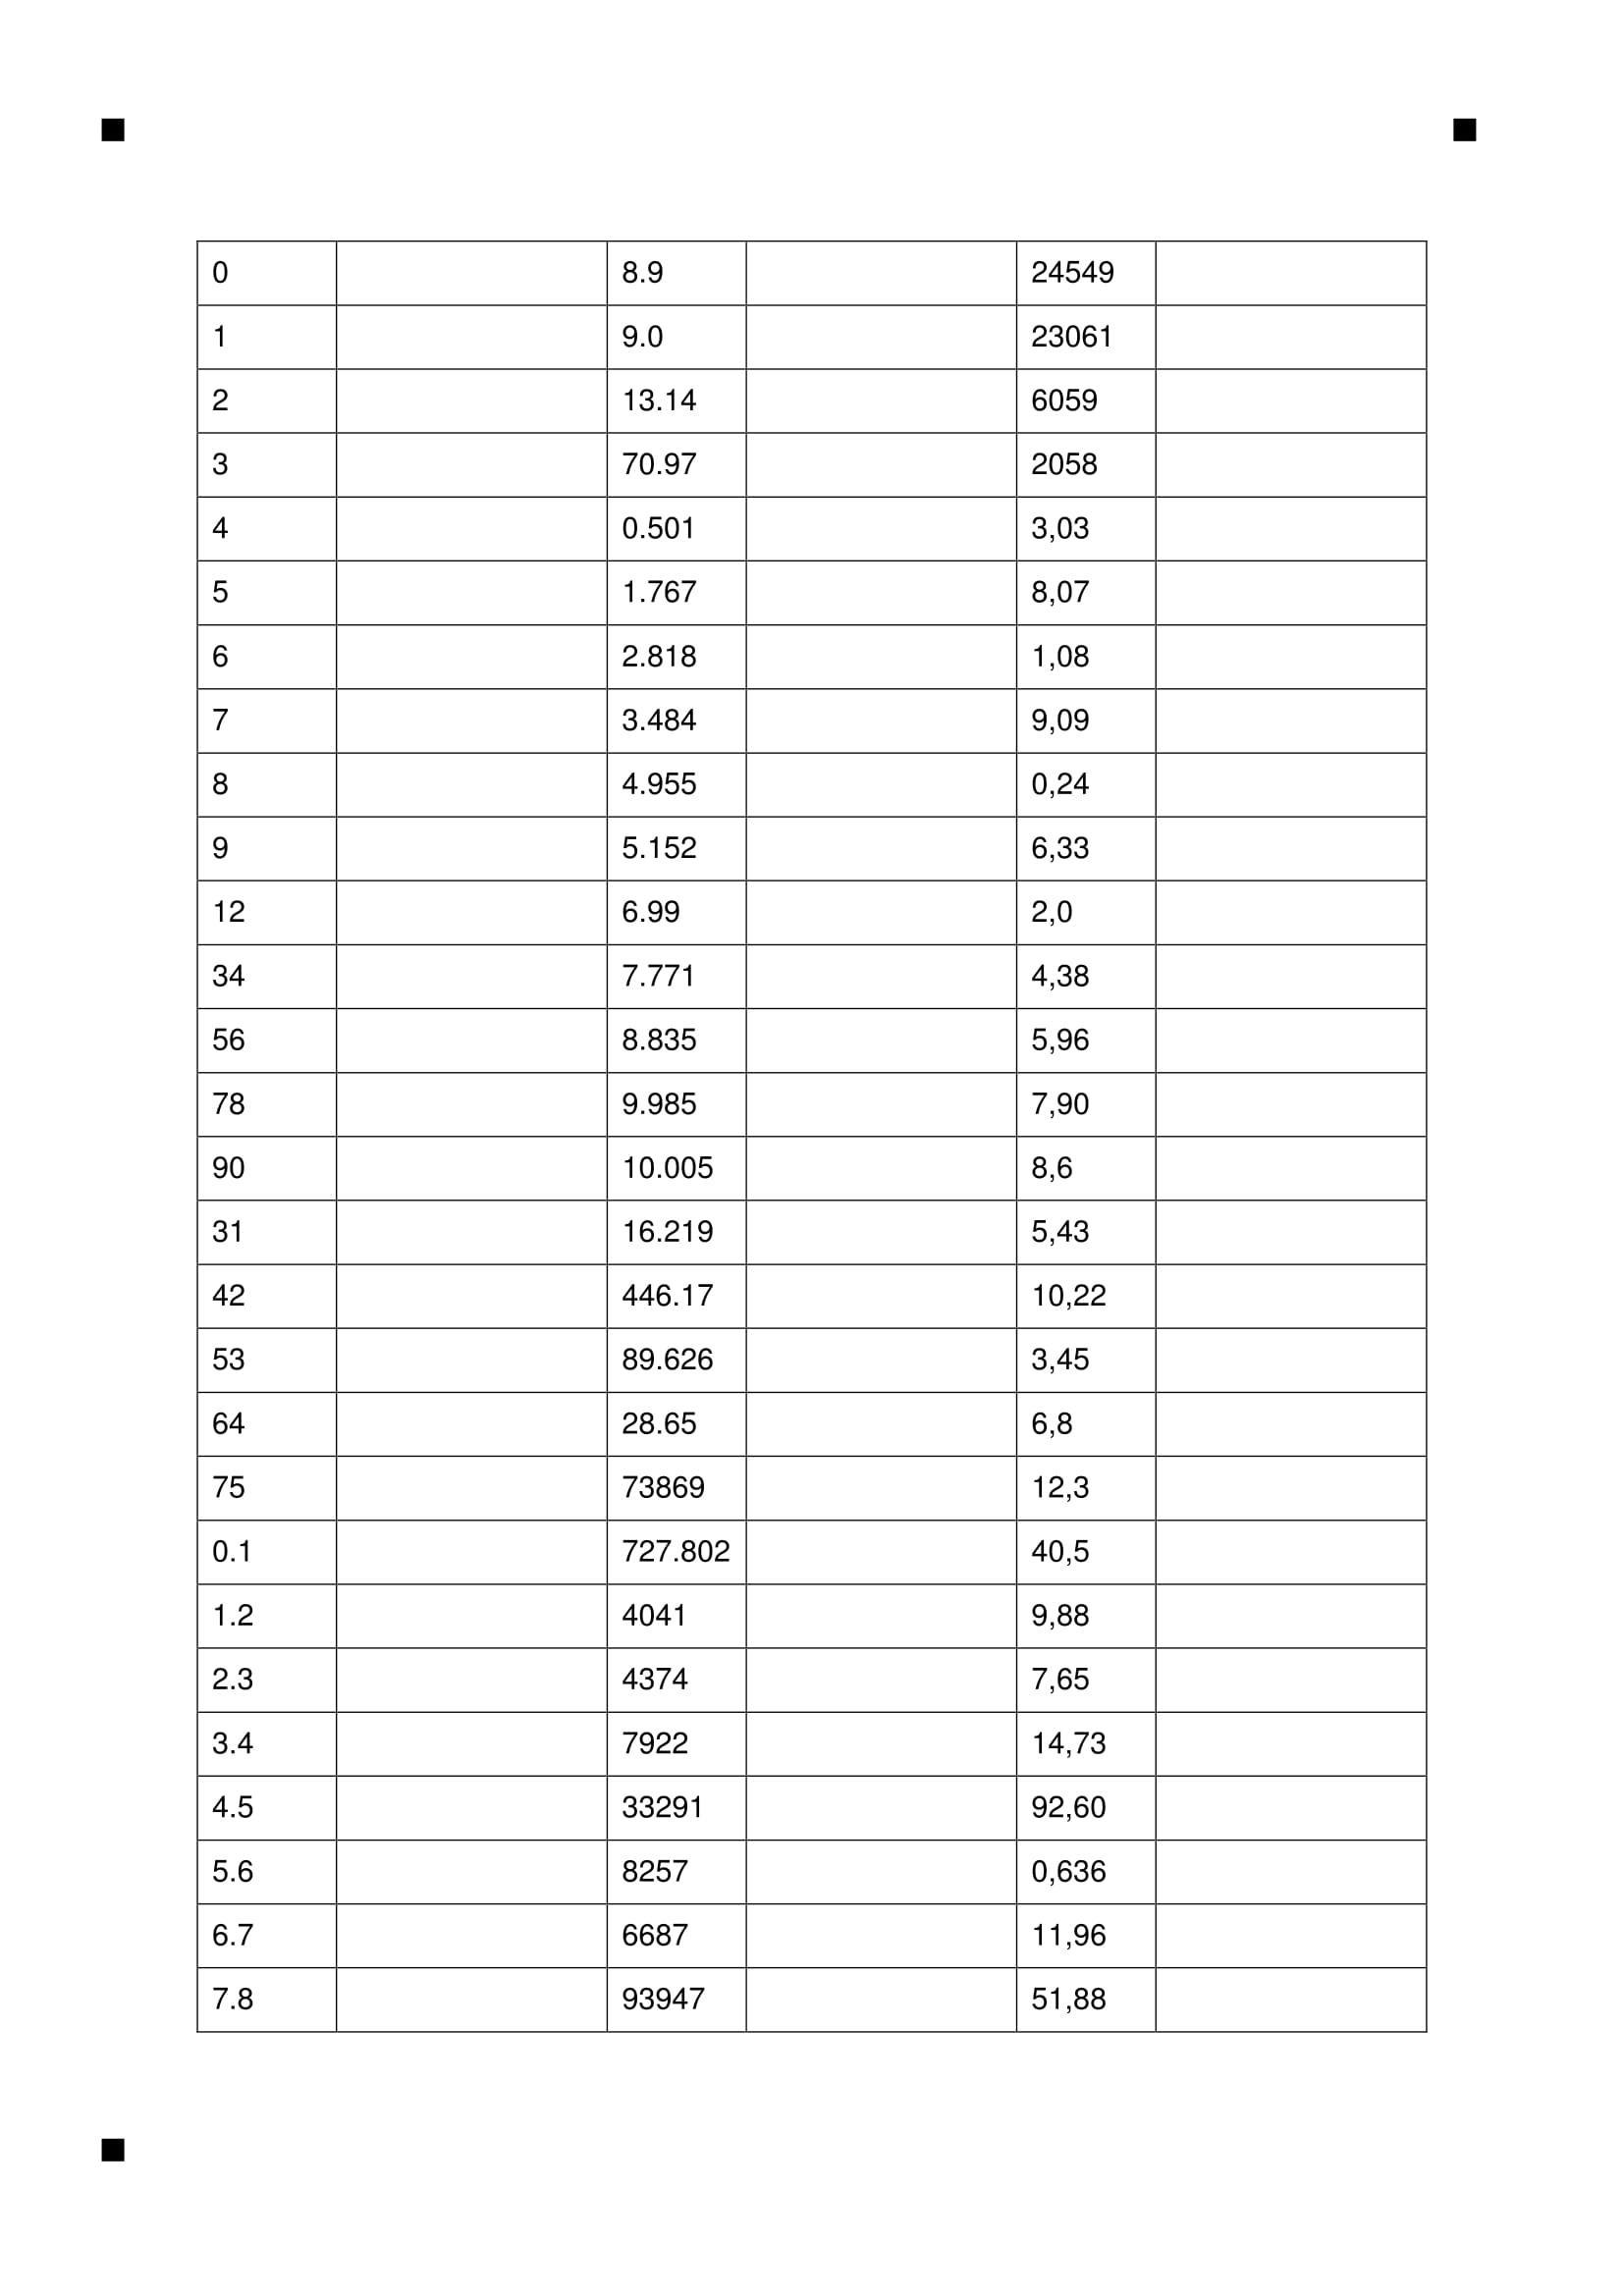 0 8.9 24549
1 9.0 23061
2 13.14 6059
3 70.97 2058
4 0.501 3,03
5 1.767 8,07
6 2.818 1,08
7 3.484 9,09
8 4.955 0,24
9 5.152 6,33
12 6.99 2,0
34 7.771 4,38
56 8.835 5,96
78 9.985 7,90
90 10.005 8,6
31 16.219 5,43
42 446.17 10,22
53 89.626 3,45
64 28.65 6,8
75 73869 12,3
0.1 727.802 40,5
1.2 4041 9,88
2.3 4374 7,65
3.4 7922 14,73
4.5 33291 92,60
5.6 8257 0,636
6.7 6687 11,96
7.8 93947 51,88